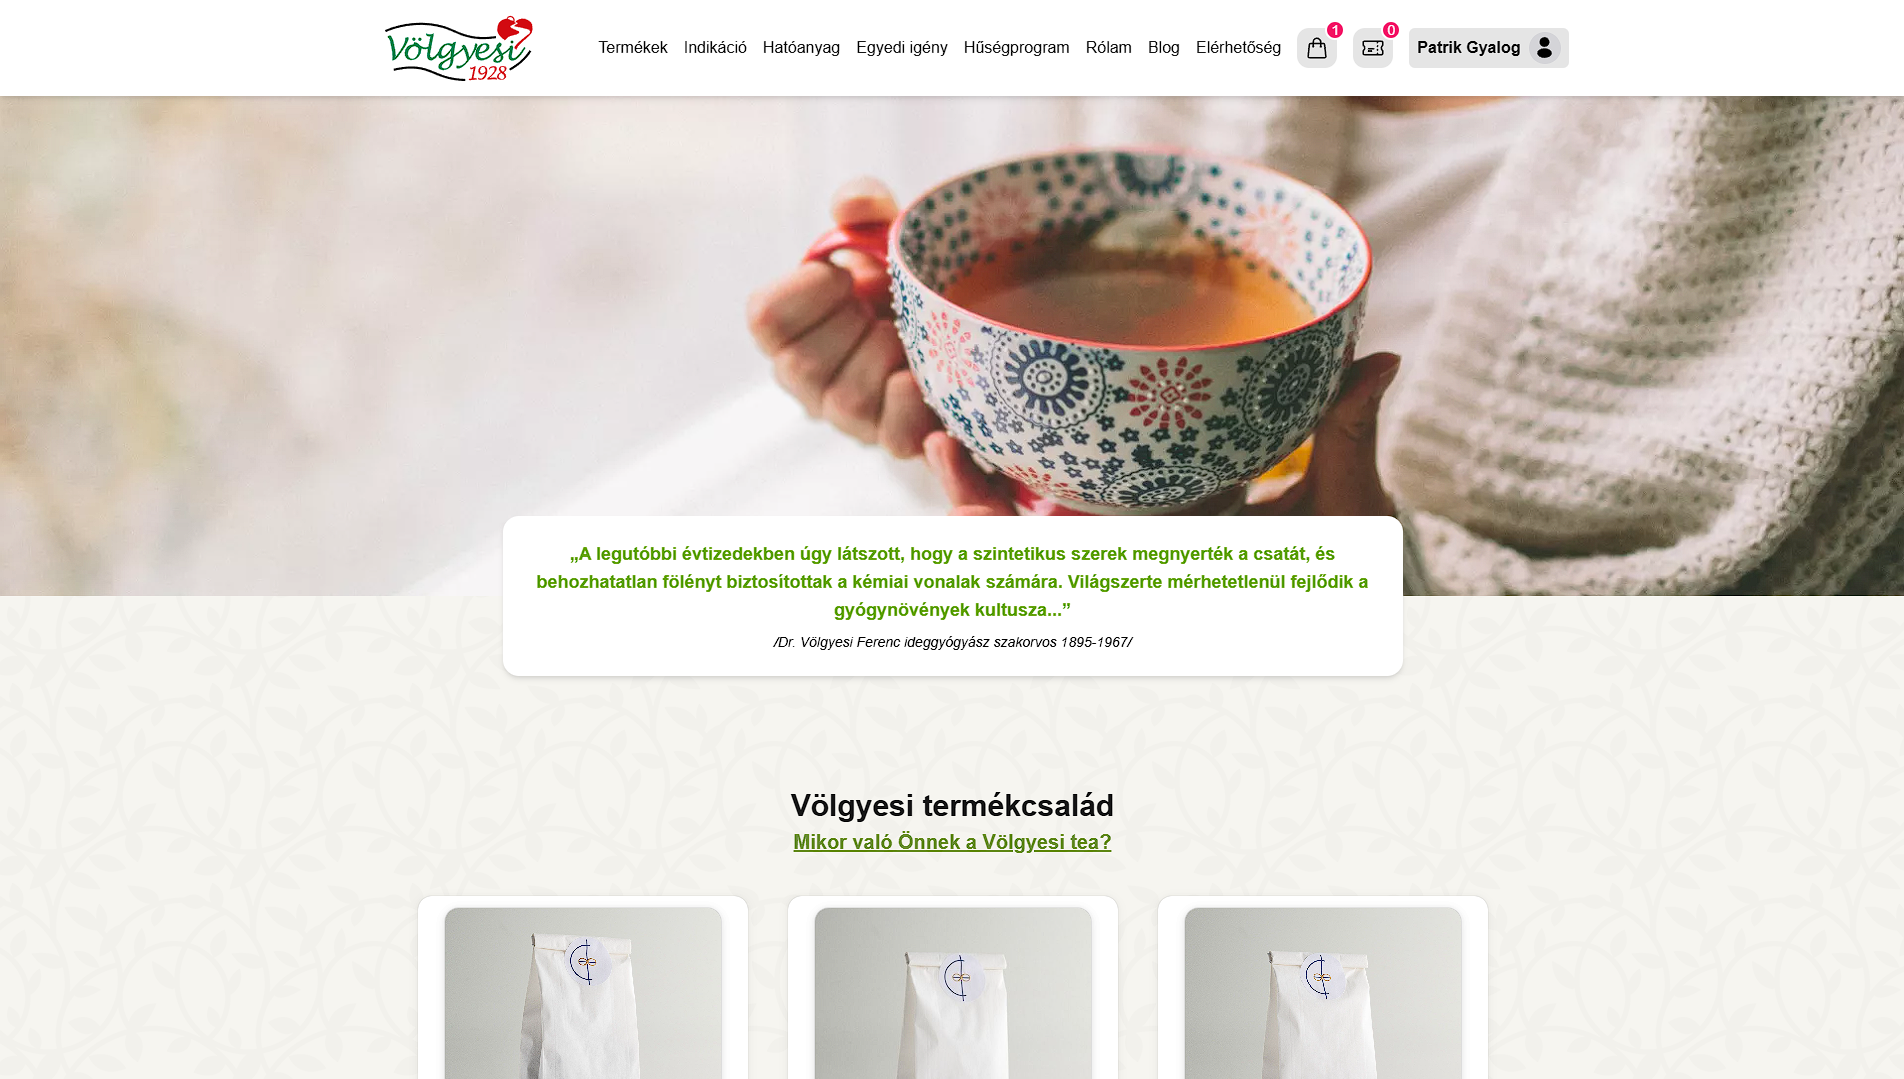 Völgyesi
1928
Termékek Indikáció Hatóanyag Egyedi igény Hűségprogram Rólam Blog Elérhetőség 1 0 Patrik Gyalog
„A legutóbbi évtizedekben úgy látszott, hogy a szintetikus szerek megnyerték a csatát, és
behozhatatlan fölényt biztosítottak a kémiai vonalak számára. Világszerte mérhetetlenül fejlődik a
gyógynövények kultusza...”
/Dr. Völgyesi Ferenc ideggyógyász szakorvos 1895-1967/
Völgyesi termékcsalád
Mikor való Önnek a Völgyesi tea?